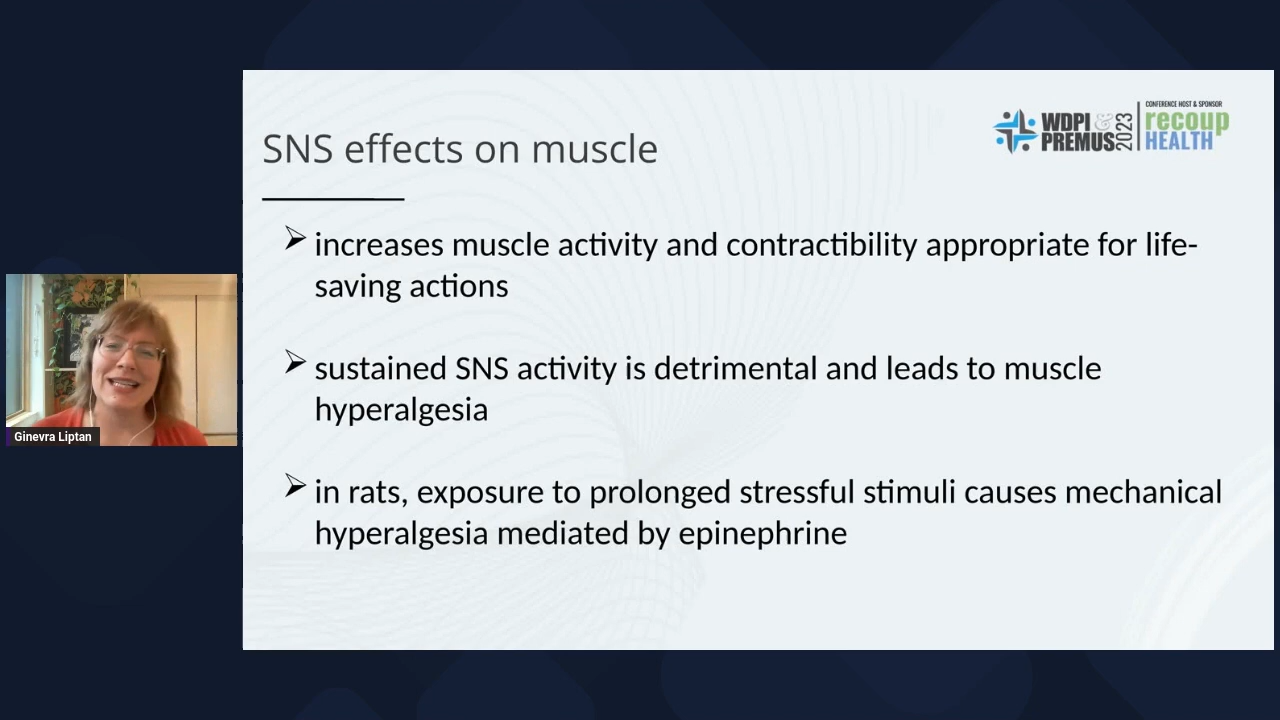 SNS effects on muscle
WDPI &
PREMUS 2023
CONFERENCE HOST & SPONSOR
recoup
HEALTH
increases muscle activity and contractibility appropriate for life-
saving actions
sustained SNS activity is detrimental and leads to muscle
hyperalgesia
in rats, exposure to prolonged stressful stimuli causes mechanical
hyperalgesia mediated by epinephrine
Ginevra Liptan